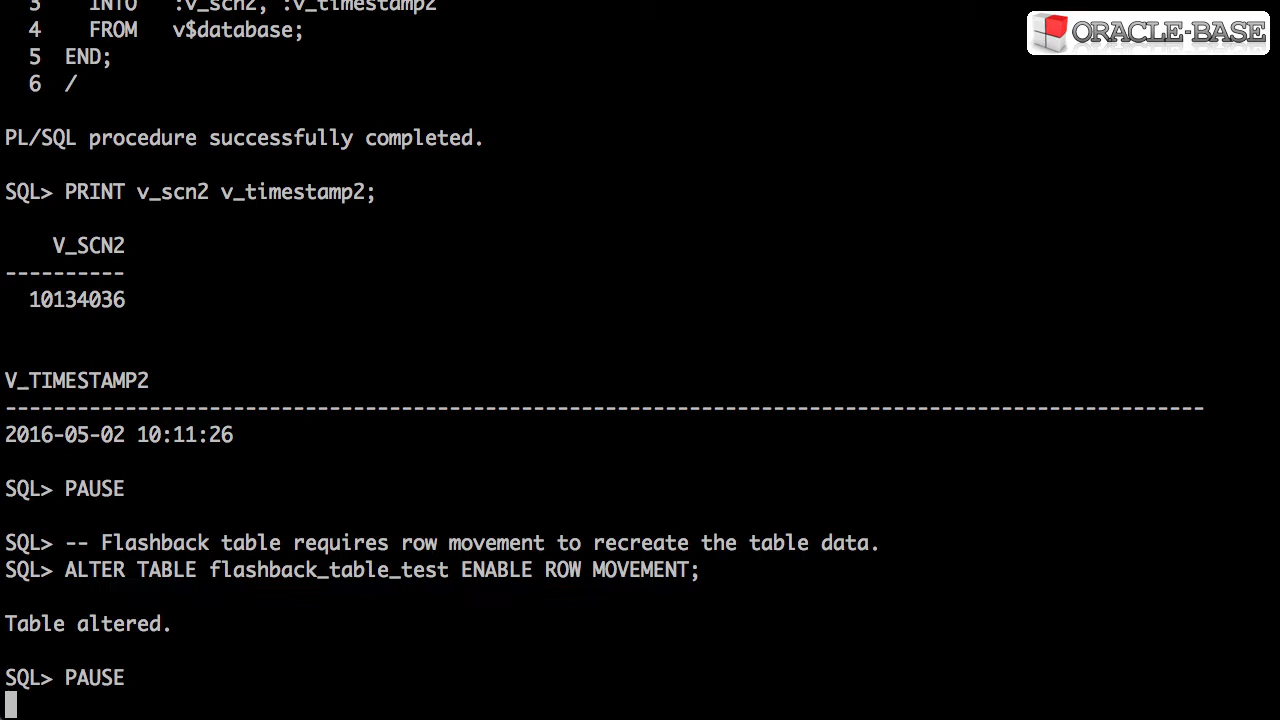 3   INTO   :v_scn2, :v_timestamp2
4   FROM   v$database;
5  END;
6  /
PL/SQL procedure successfully completed.
SQL> PRINT v_scn2 v_timestamp2;
V_SCN2
----------
10134036
V_TIMESTAMP2
----------------------------------------------------------------------------------------------------
2016-05-02 10:11:26
SQL> PAUSE
SQL> -- Flashback table requires row movement to recreate the table data.
SQL> ALTER TABLE flashback_table_test ENABLE ROW MOVEMENT;
Table altered.
SQL> PAUSE
ORACLE-BASE